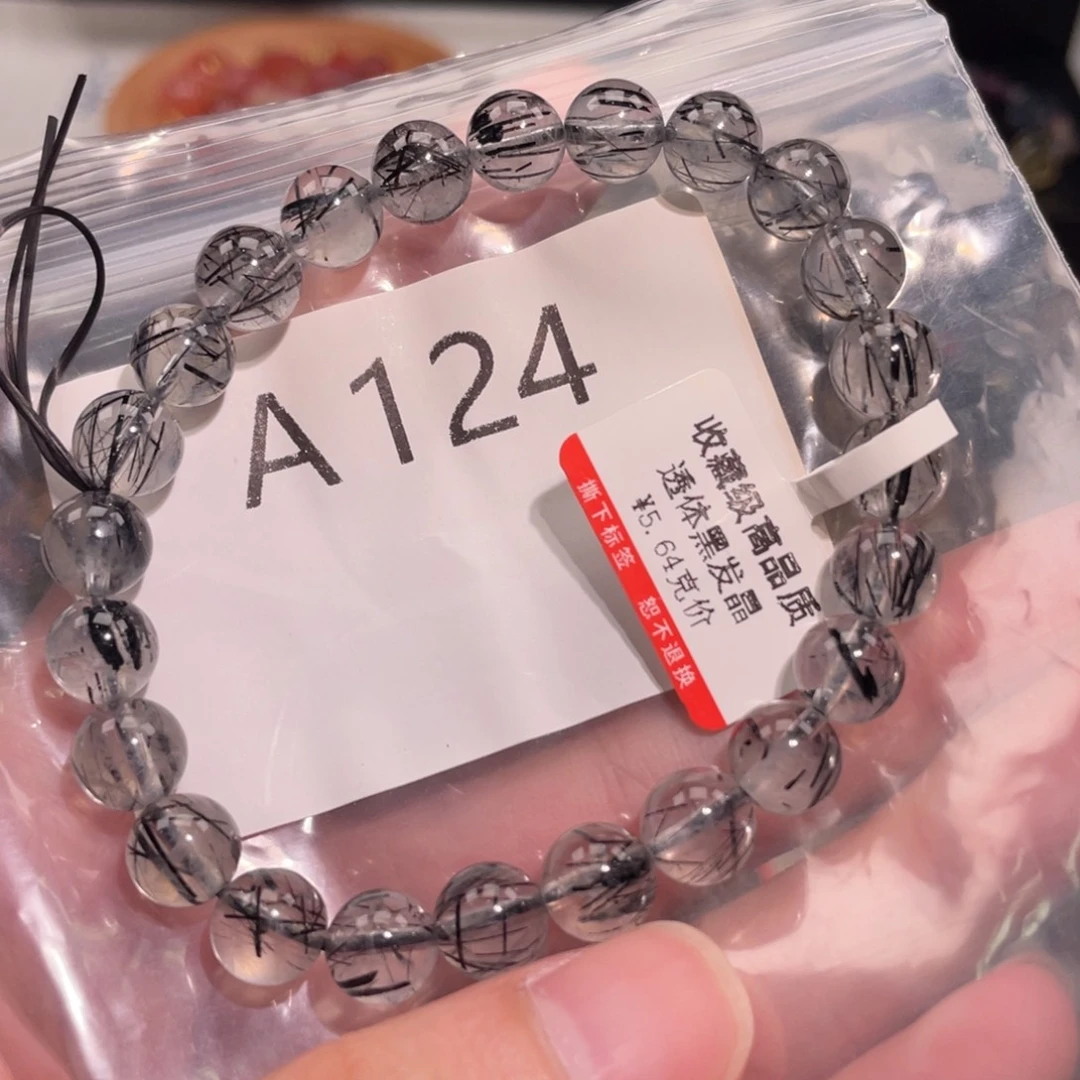 A124
收藏级高品质
透体黑发晶
¥5.64克价
撕下标签 恕不退换